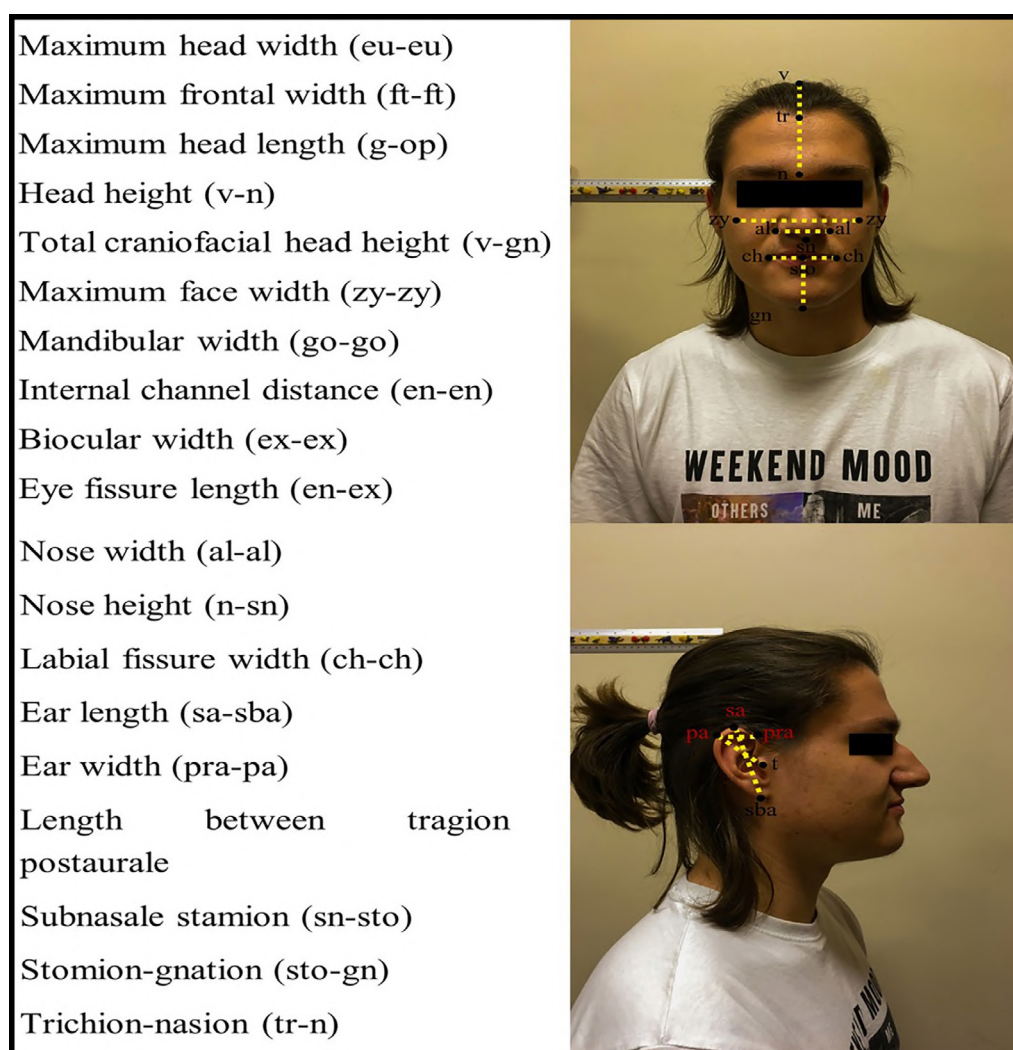 Maximum head width (eu-eu)
Maximum frontal width (ft-ft)
Maximum head length (g-op)
Head height (v-n)
Total craniofacial head height (v-gn)
Maximum face width (zy-zy)
Mandibular width (go-go)
Internal channel distance (en-en)
Biocular width (ex-ex)
Eye fissure length (en-ex)
Nose width (al-al)
Nose height (n-sn)
Labial fissure width (ch-ch)
Ear length (sa-sba)
Ear width (pra-pa)
Length between tragion
postaurale
Subnasale stamion (sn-sto)
Stomion-gnation (sto-gn)
Trichion-nasion (tr-n)
v
tr
n
zy zy
al al
sn
ch ch
sto
gn
WEEKEND MOOD
OTHERS ME
sa
pa pra
t
sba
ME